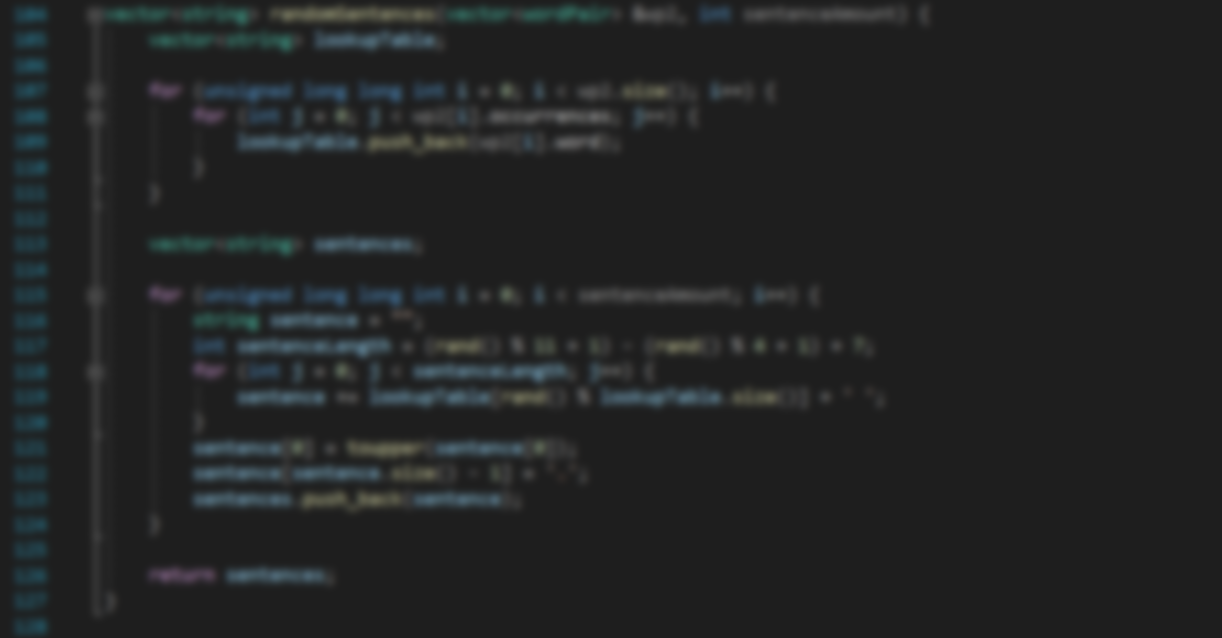 104 vector<string> randomSentences(vector<wordPair> &vpl, int sentenceAmount) {
105 vector<string> lookupTable;
106
107 for (unsigned long long int i = 0; i < vpl.size(); i++) {
108 for (int j = 0; j < vpl[i].occurrences; j++) {
109 lookupTable.push_back(vpl[i].word);
110 }
111 }
112
113 vector<string> sentences;
114
115 for (unsigned long long int i = 0; i < sentenceAmount; i++) {
116 string sentence = "";
117 int sentenceLength = (rand() % 11 + 1) - (rand() % 4 + 1) + 7;
118 for (int j = 0; j < sentenceLength; j++) {
119 sentence += lookupTable[rand() % lookupTable.size()] + ' ';
120 }
121 sentence[0] = toupper(sentence[0]);
122 sentence[sentence.size() - 1] = '.';
123 sentences.push_back(sentence);
124 }
125
126 return sentences;
127 }
128